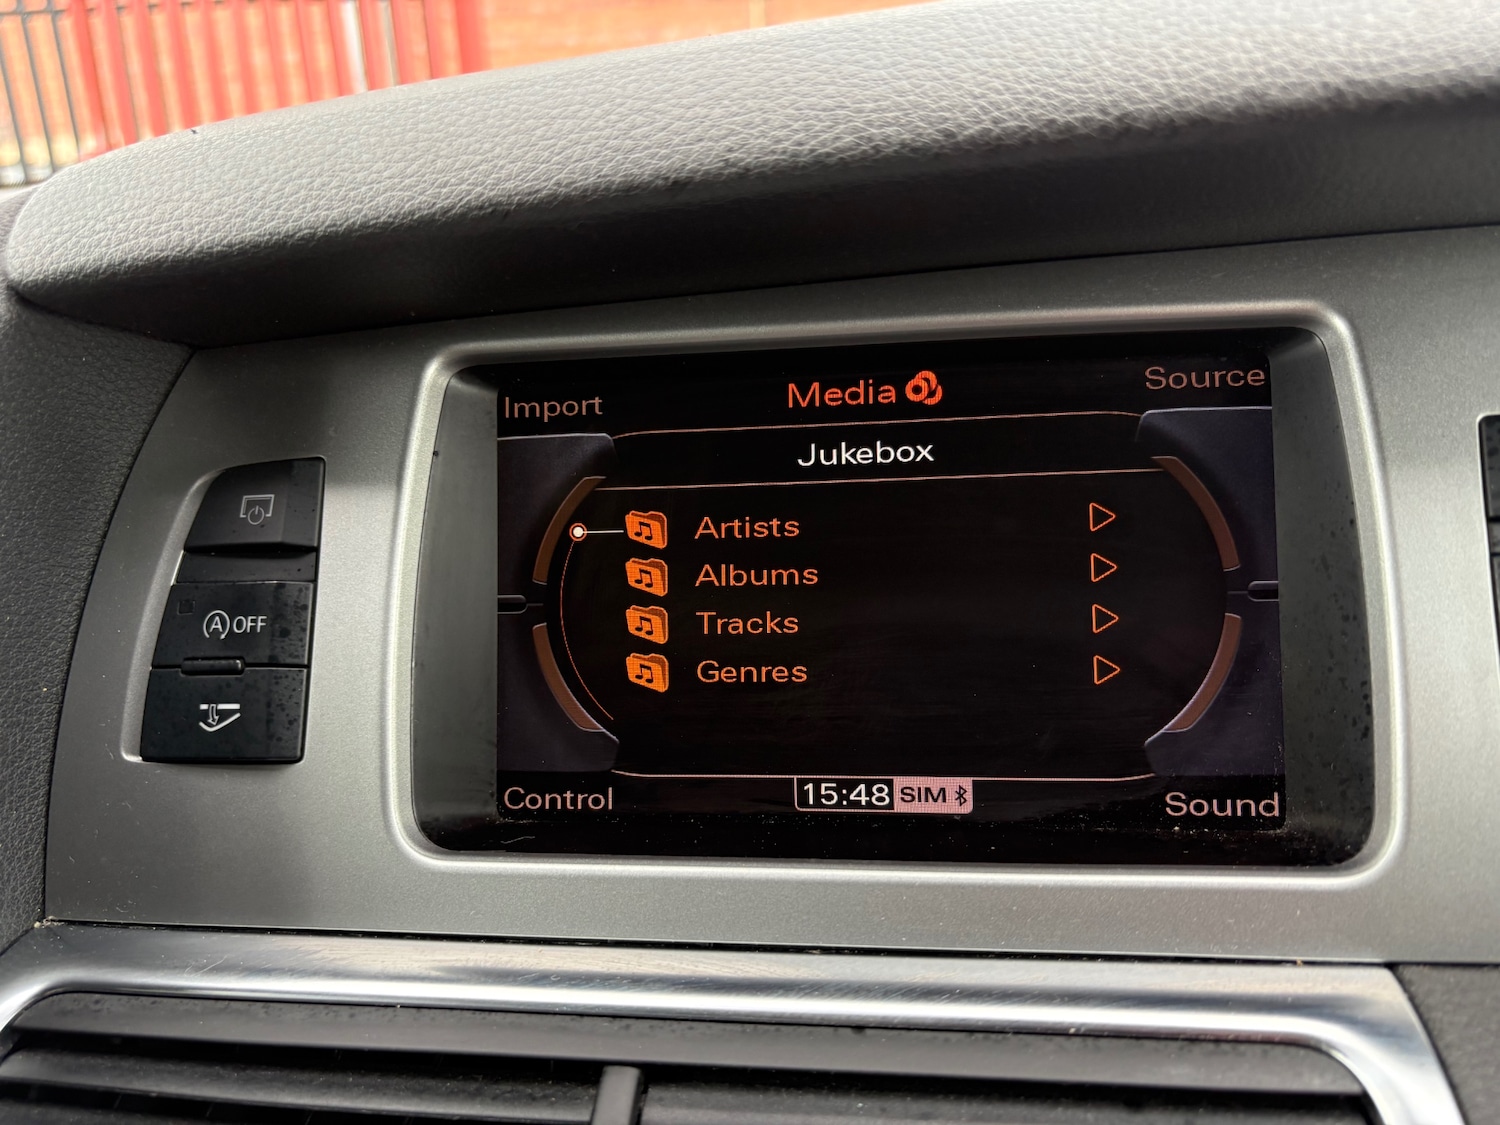 Import
Media
Source
Jukebox
Artists
Albums
Tracks
Genres
Control
15:48 SIM
Sound
A OFF